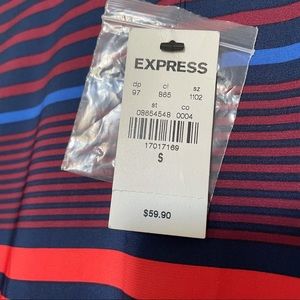 EXPRESS
dp cl sz
97 865 1102
st co
08654548 0004
17017169
S
$59.90